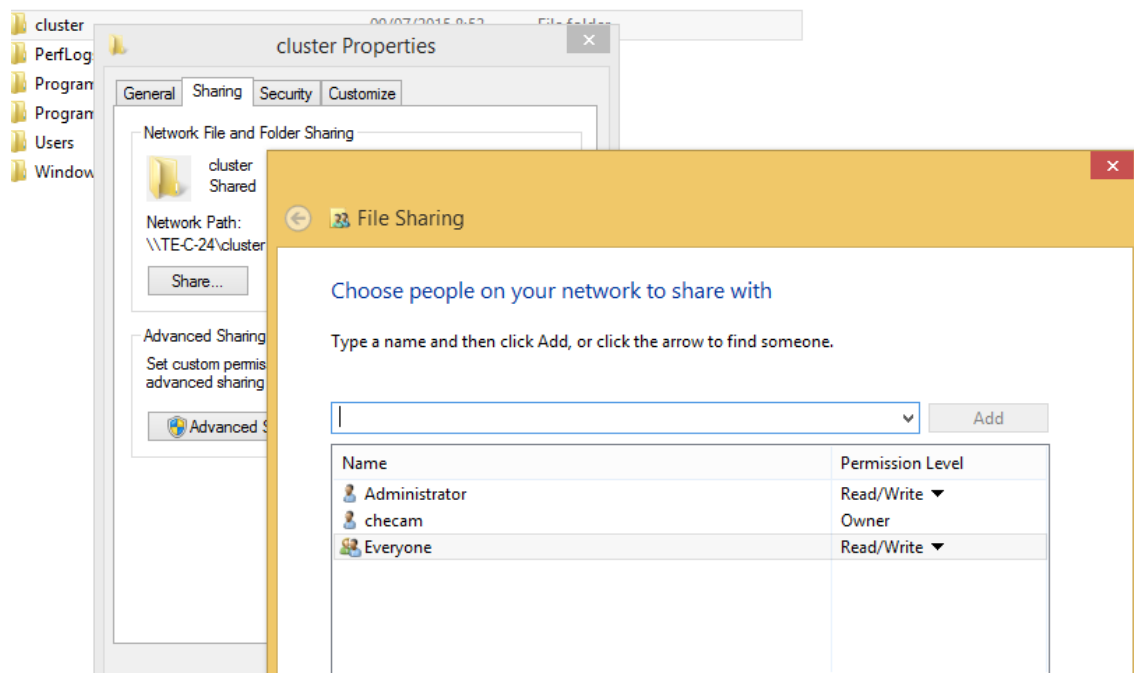 cluster
PerfLog
Program
Program
Users
Window
cluster Properties
General Sharing Security Customize
Network File and Folder Sharing
cluster
Shared
Network Path:
\\TE-C-24\cluster
Share...
Advanced Sharing
Set custom permis
advanced sharing
Advanced S
File Sharing
Choose people on your network to share with
Type a name and then click Add, or click the arrow to find someone.
Add
Name Permission Level
Administrator Read/Write
checam Owner
Everyone Read/Write